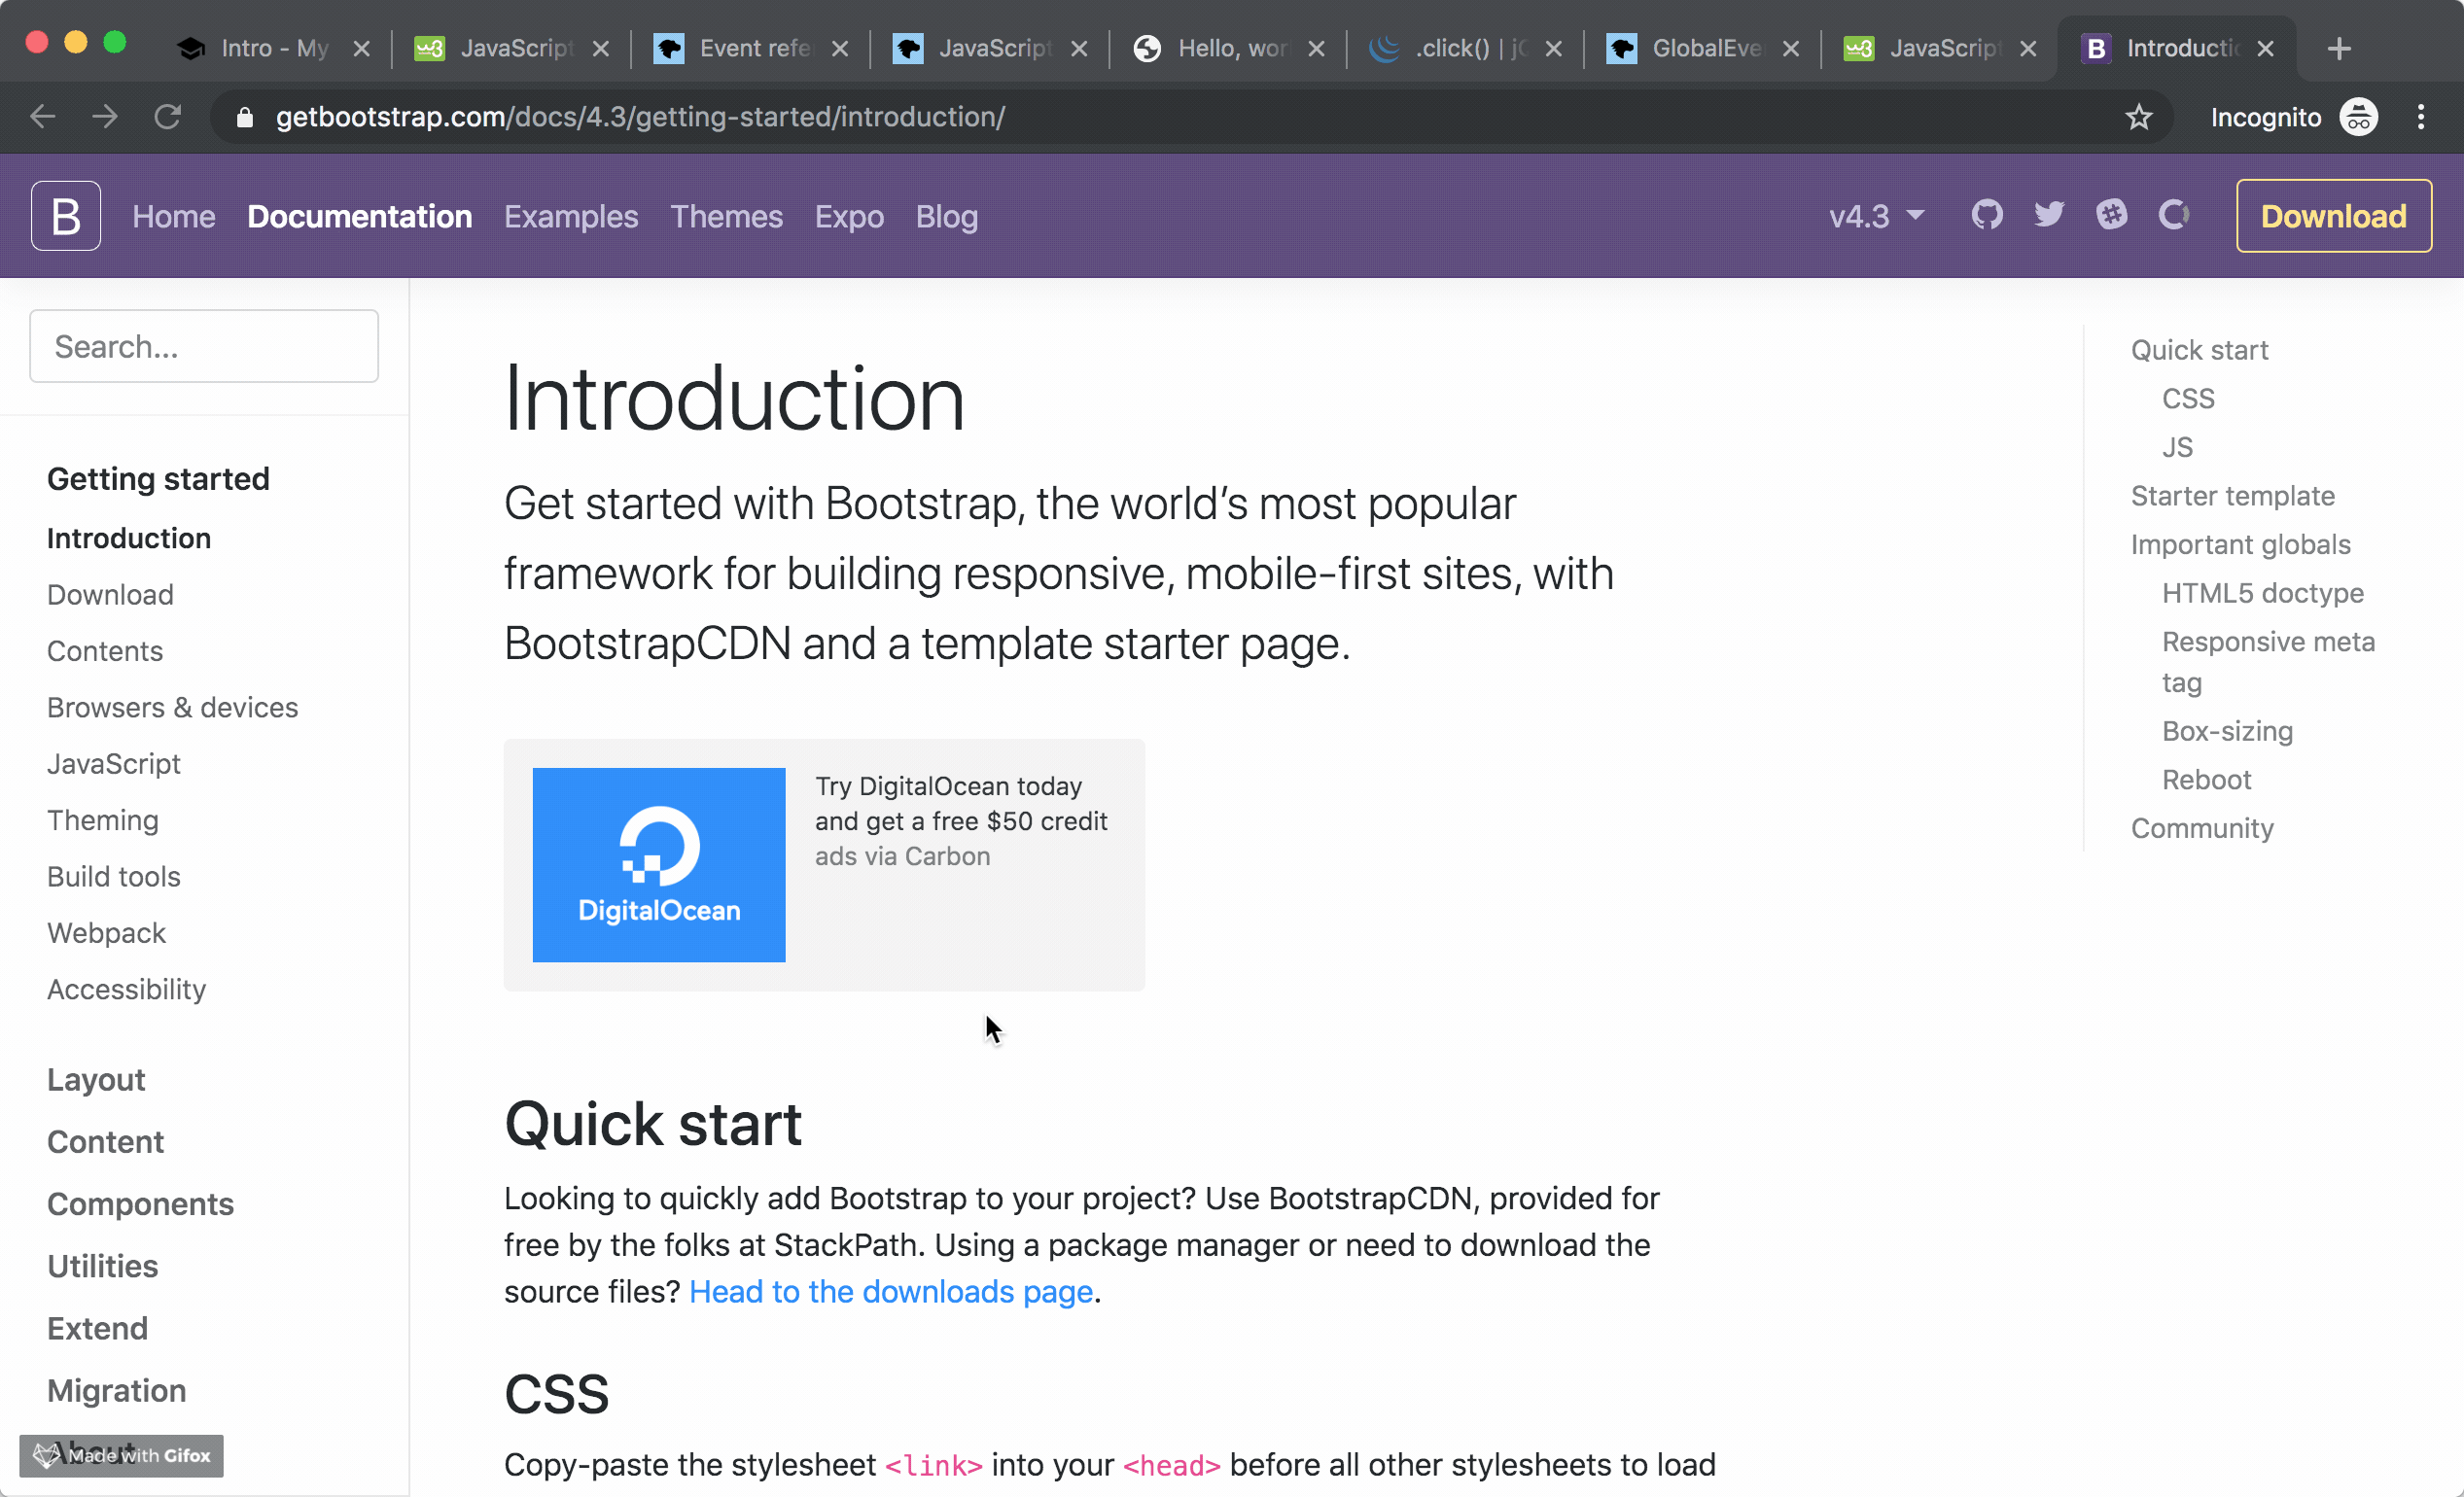 Intro - My
JavaScript
Event refe
JavaScript
Hello, wor
.click() | j
GlobalEve
JavaScript
Introductio
getbootstrap.com/docs/4.3/getting-started/introduction/
Incognito
B
Home
Documentation
Examples
Themes
Expo
Blog
v4.3
Download
Search...
Getting started
Introduction
Download
Contents
Browsers & devices
JavaScript
Theming
Build tools
Webpack
Accessibility
Layout
Content
Components
Utilities
Extend
Migration
About
Made with Gifox
Introduction
Get started with Bootstrap, the world’s most popular
framework for building responsive, mobile-first sites, with
BootstrapCDN and a template starter page.
DigitalOcean
Try DigitalOcean today
and get a free $50 credit
ads via Carbon
Quick start
Looking to quickly add Bootstrap to your project? Use BootstrapCDN, provided for
free by the folks at StackPath. Using a package manager or need to download the
source files? Head to the downloads page.
CSS
Copy-paste the stylesheet <link> into your <head> before all other stylesheets to load
Quick start
CSS
JS
Starter template
Important globals
HTML5 doctype
Responsive meta
tag
Box-sizing
Reboot
Community